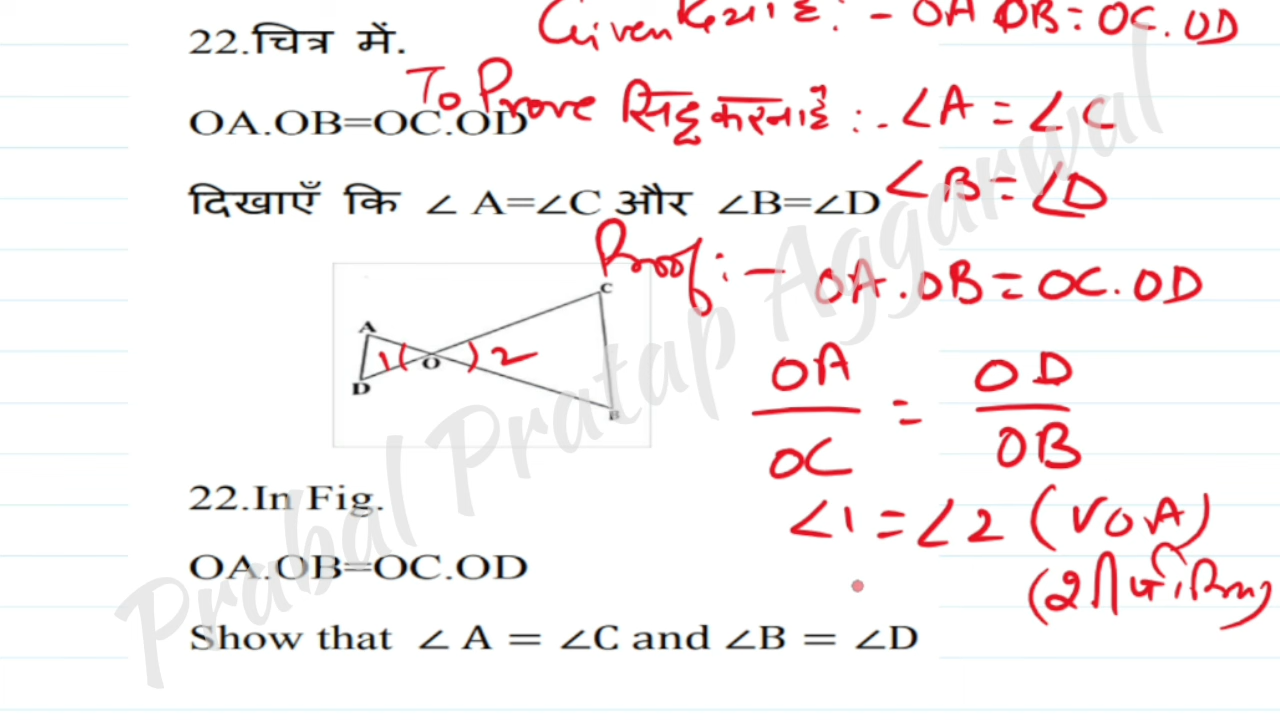 Given दिया है :- OA OB = OC. OD
22.चित्र में.
To Prove सिद्ध करना है :- ∠A = ∠C
OA.OB=OC.OD
∠B = ∠D
दिखाएँ कि ∠ A=∠C और ∠B=∠D
Proof :- OA.OB = OC.OD
C
A
1 O 2
D
B
OA/OC = OD/OB
22.In Fig.
∠1 = ∠2 (VOA)
OA.OB=OC.OD
Show that ∠ A = ∠C and ∠B = ∠D
Prabal Pratap Aggarwal